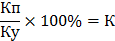 Кп
Ку × 100% = К